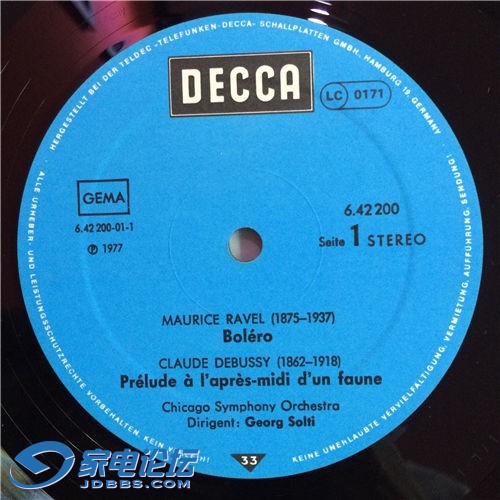 HERGESTELLT BEI DER TELDEC »TELEFUNKEN-DECCA« SCHALLPLATTEN GMBH, HAMBURG 19, GERMANY
DECCA
LC 0171
GEMA
6.42 200-01-1
℗ 1977
6.42 200
Seite 1 STEREO
MAURICE RAVEL (1875–1937)
Boléro
CLAUDE DEBUSSY (1862–1918)
Prélude à l'après-midi d'un faune
Chicago Symphony Orchestra
Dirigent: Georg Solti
33
ALLE URHEBER- UND LEISTUNGSSCHUTZRECHTE VORBEHALTEN. KEIN
KEINE UNERLAUBTE VERVIELFÄLTIGUNG, VERMIETUNG, AUFFÜHRUNG, SENDUNG!
家电论坛
JDBBS.COM